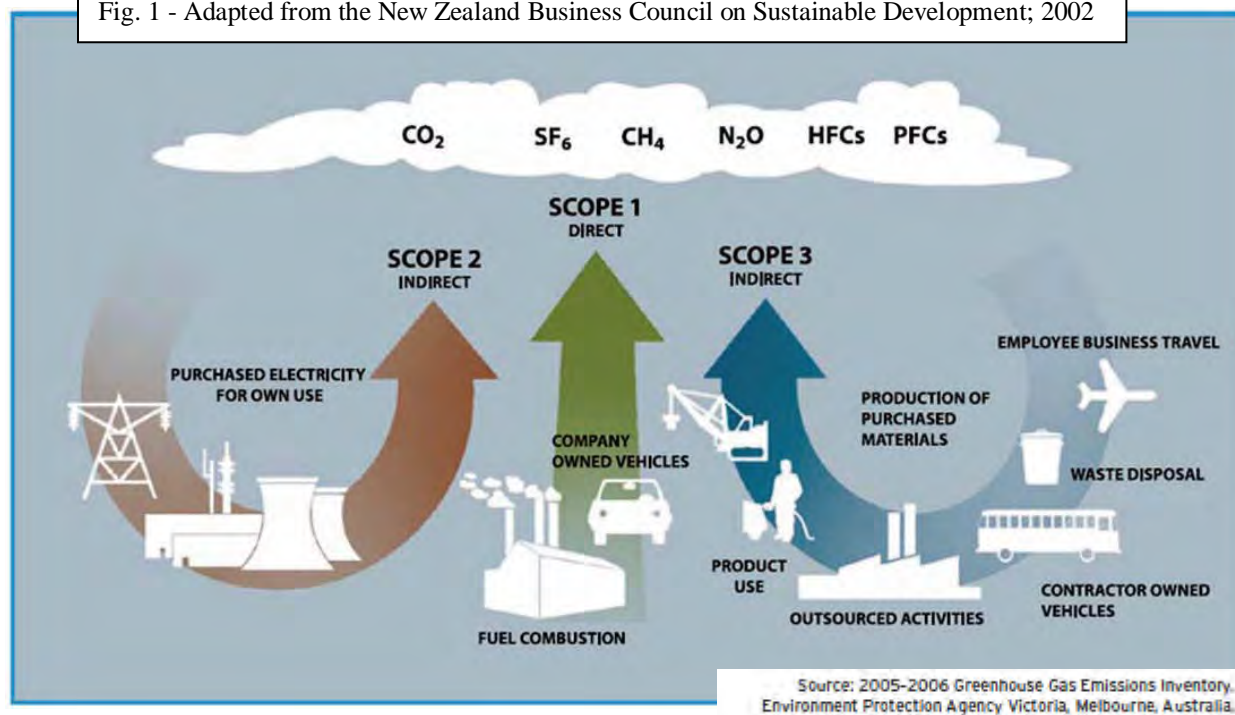 Fig. 1 - Adapted from the New Zealand Business Council on Sustainable Development; 2002
CO₂ SF₆ CH₄ N₂O HFCs PFCs
SCOPE 1
DIRECT
SCOPE 2
INDIRECT
SCOPE 3
INDIRECT
PURCHASED ELECTRICITY
FOR OWN USE
COMPANY
OWNED VEHICLES
FUEL COMBUSTION
PRODUCT
USE
OUTSOURCED ACTIVITIES
PRODUCTION OF
PURCHASED
MATERIALS
EMPLOYEE BUSINESS TRAVEL
WASTE DISPOSAL
CONTRACTOR OWNED
VEHICLES
Source: 2005-2006 Greenhouse Gas Emissions Inventory.
Environment Protection Agency Victoria, Melbourne, Australia.